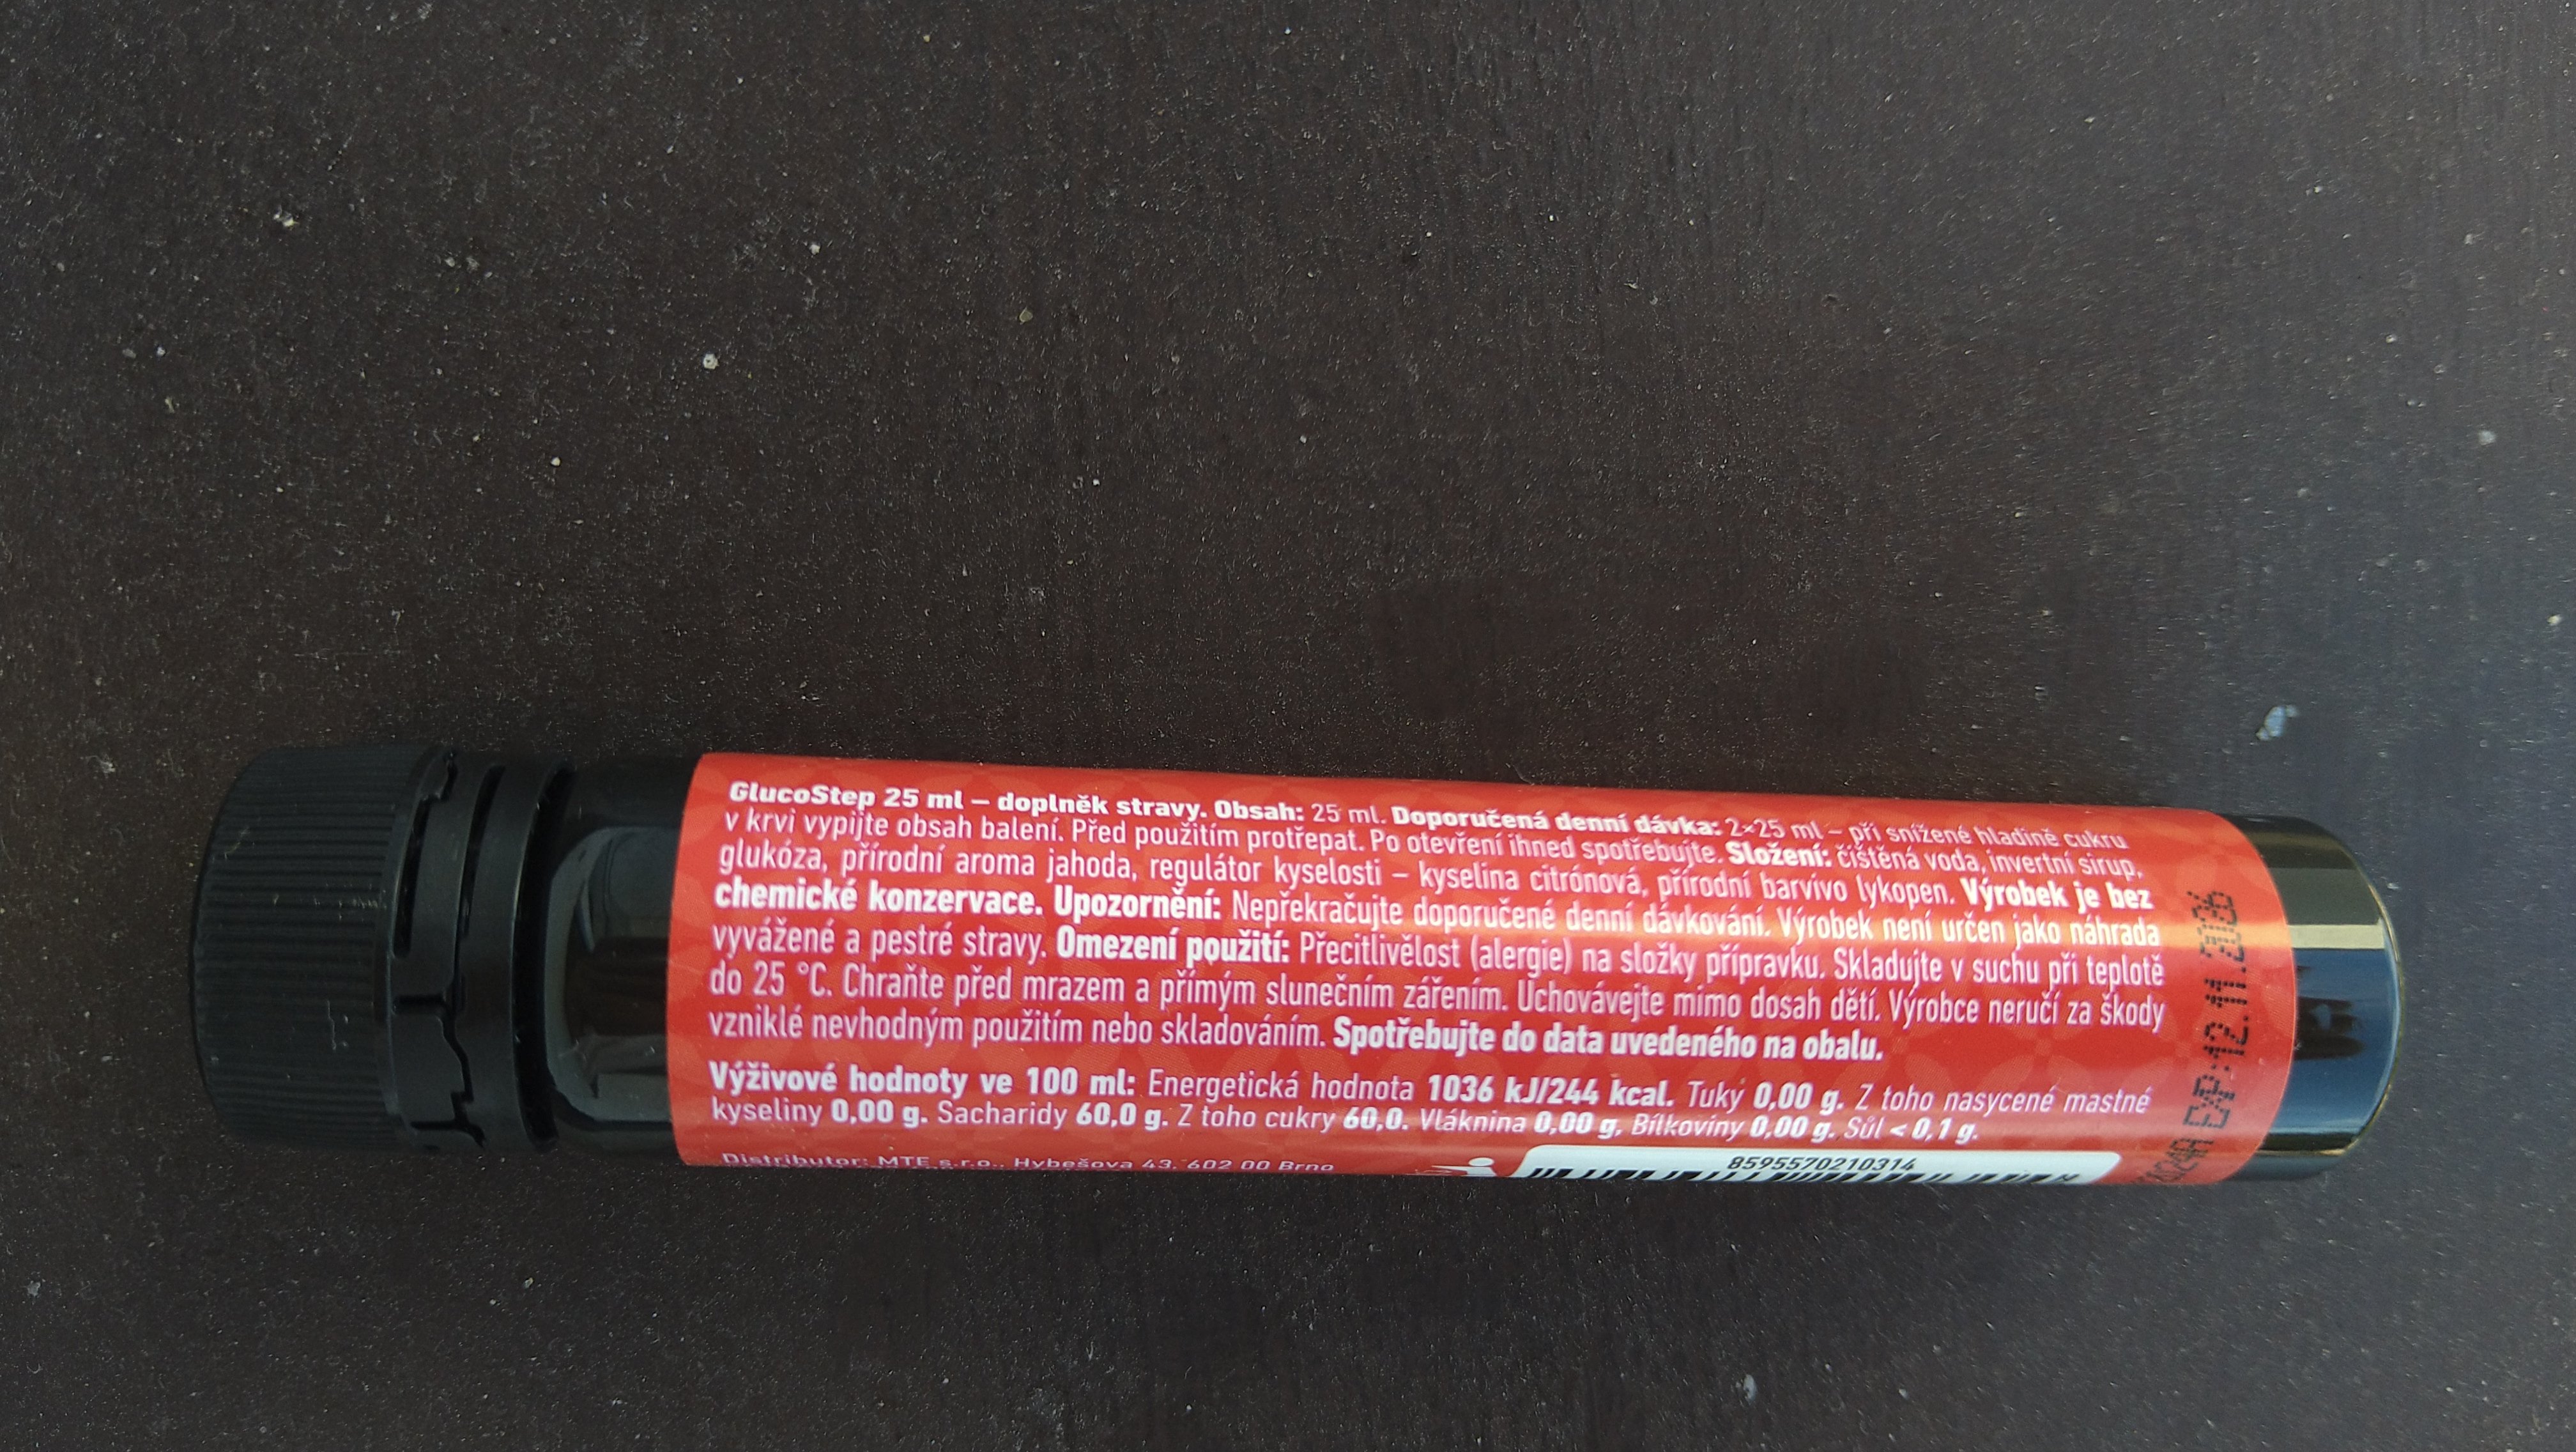 GlucoStep 25 ml – doplněk stravy. Obsah: 25 ml. Doporučená denní dávka: 2×25 ml – při snížené hladině cukru
v krvi vypijte obsah balení. Před použitím protřepat. Po otevření ihned spotřebujte. Složení: čištěná voda, invertní sirup,
glukóza, přírodní aroma jahoda, regulátor kyselosti – kyselina citrónová, přírodní barvivo lykopen. Výrobek je bez
chemické konzervace. Upozornění: Nepřekračujte doporučené denní dávkování. Výrobek není určen jako náhrada
vyvážené a pestré stravy. Omezení použití: Přecitlivělost (alergie) na složky přípravku. Skladujte v suchu při teplotě
do 25 °C. Chraňte před mrazem a přímým slunečním zářením. Uchovávejte mimo dosah dětí. Výrobce neručí za škody
vzniklé nevhodným použitím nebo skladováním. Spotřebujte do data uvedeného na obalu.
Výživové hodnoty ve 100 ml: Energetická hodnota 1036 kJ/244 kcal. Tuky 0,00 g. Z toho nasycené mastné
kyseliny 0,00 g. Sacharidy 60,0 g. Z toho cukry 60,0. Vláknina 0,00 g. Bílkoviny 0,00 g. Sůl < 0,1 g.
Distributor: MTE s.r.o., Hybešova 43, 602 00 Brno
8595570210314
EXP:12.11.2026